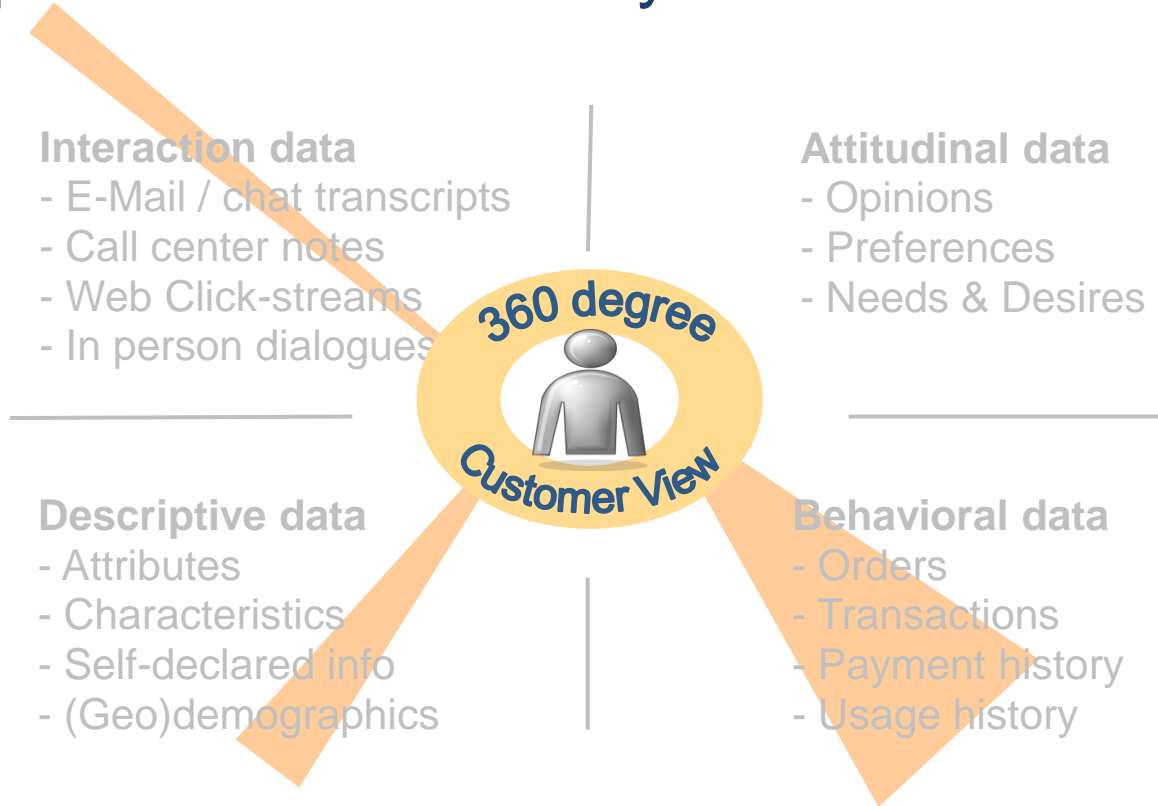 Interaction data
- E-Mail / chat transcripts
- Call center notes
- Web Click-streams
- In person dialogues
Attitudinal data
- Opinions
- Preferences
- Needs & Desires
360 degree
Customer View
Descriptive data
- Attributes
- Characteristics
- Self-declared info
- (Geo)demographics
Behavioral data
- Orders
- Transactions
- Payment history
- Usage history